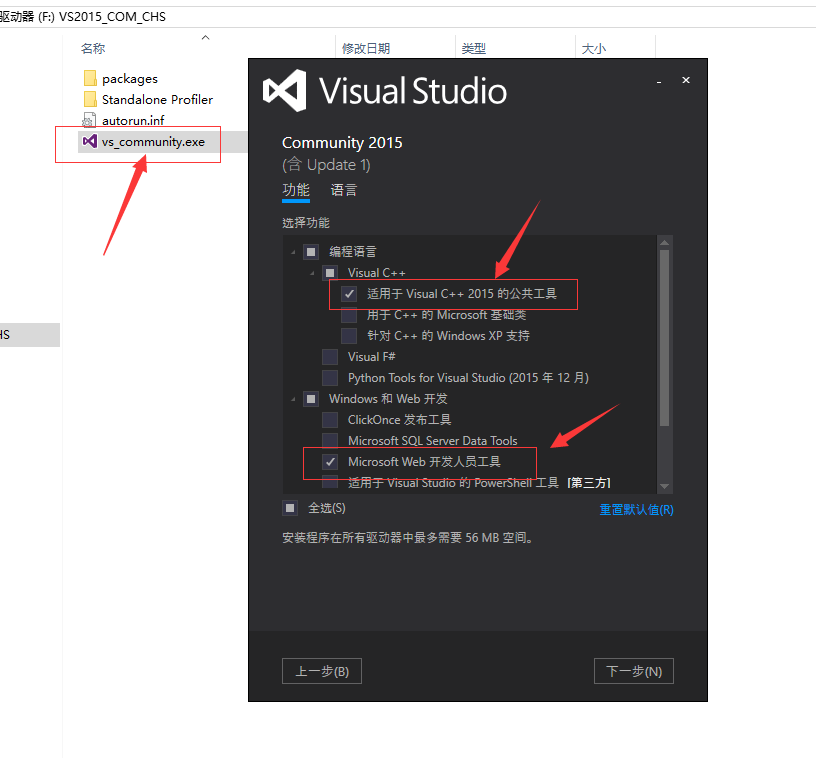 驱动器 (F:) VS2015_COM_CHS
名称 修改日期 类型 大小
packages
Standalone Profiler
autorun.inf
vs_community.exe
HS
Visual Studio
Community 2015
(含 Update 1)
功能 语言
选择功能
编程语言
Visual C++
适用于 Visual C++ 2015 的公共工具
用于 C++ 的 Microsoft 基础类
针对 C++ 的 Windows XP 支持
Visual F#
Python Tools for Visual Studio (2015 年 12 月)
Windows 和 Web 开发
ClickOnce 发布工具
Microsoft SQL Server Data Tools
Microsoft Web 开发人员工具
适用于 Visual Studio 的 PowerShell 工具 [第三方]
全选(S) 重置默认值(R)
安装程序在所有驱动器中最多需要 56 MB 空间。
上一步(B) 下一步(N)